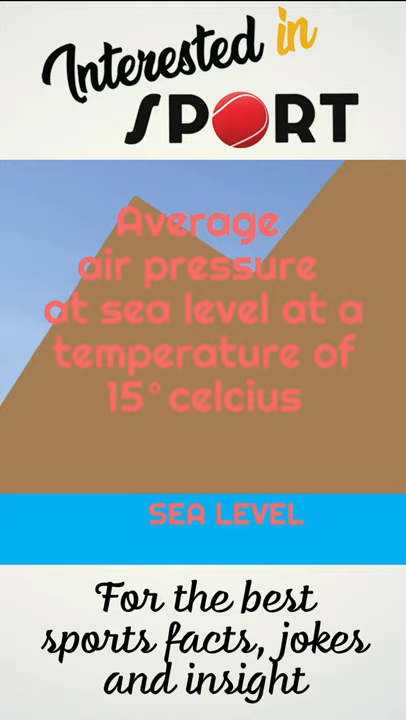 Interested in
SPORT
Average
air pressure
at sea level at a
temperature of
15° celcius
SEA LEVEL
For the best
sports facts, jokes
and insight